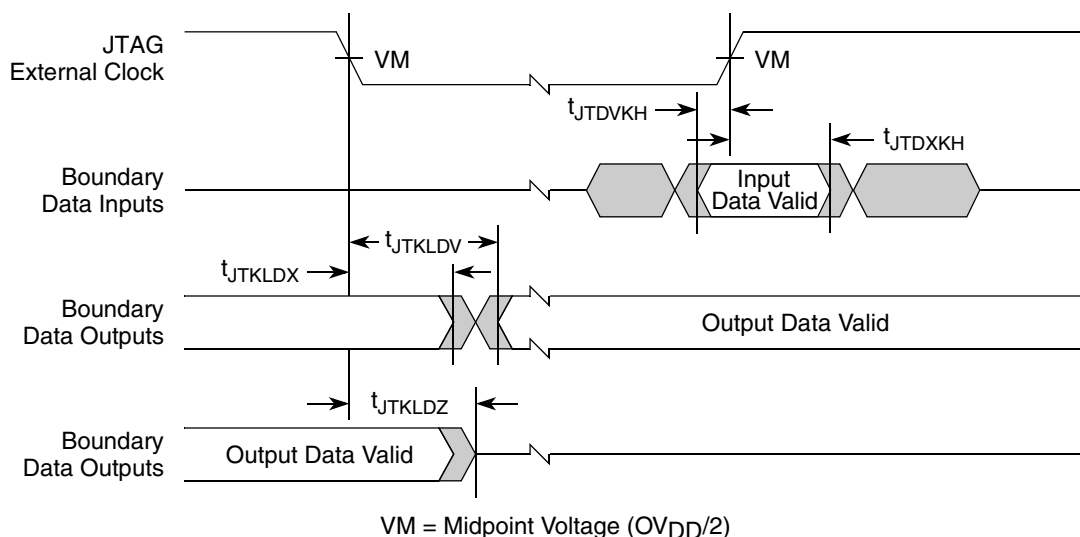 JTAG
External Clock
VM
VM
tJTDVKH
tJTDXKH
Boundary
Data Inputs
Input
Data Valid
tJTKLDV
tJTKLDX
Boundary
Data Outputs
Output Data Valid
tJTKLDZ
Boundary
Data Outputs
Output Data Valid
VM = Midpoint Voltage (OVDD/2)